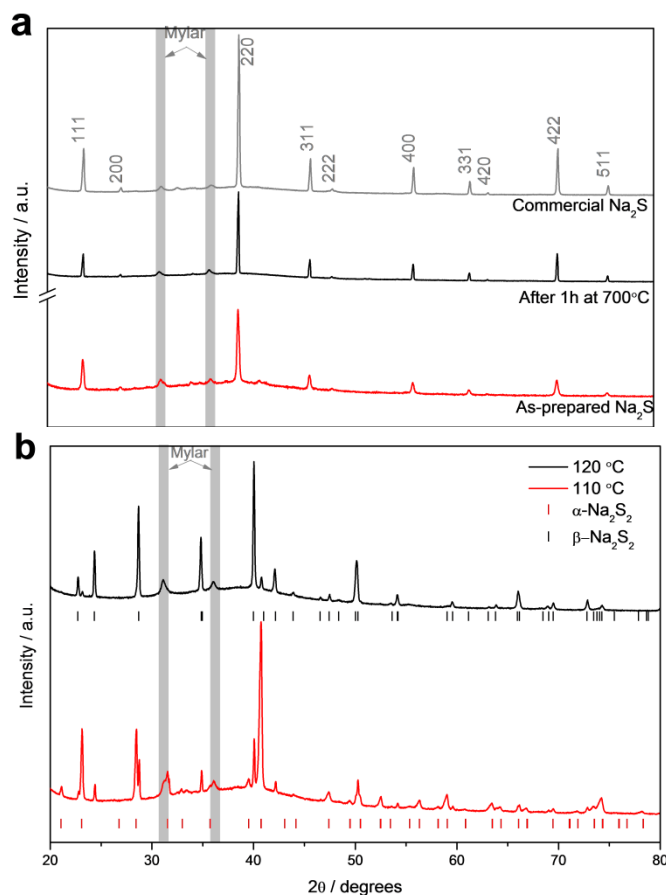 a
Mylar
111
200
220
311
222
400
331
420
422
511
Commercial Na₂S
After 1h at 700°C
As-prepared Na₂S
Intensity / a.u.
b
Mylar
120 °C
110 °C
α-Na₂S₂
β–Na₂S₂
Intensity / a.u.
20 30 40 50 60 70 80
2θ / degrees